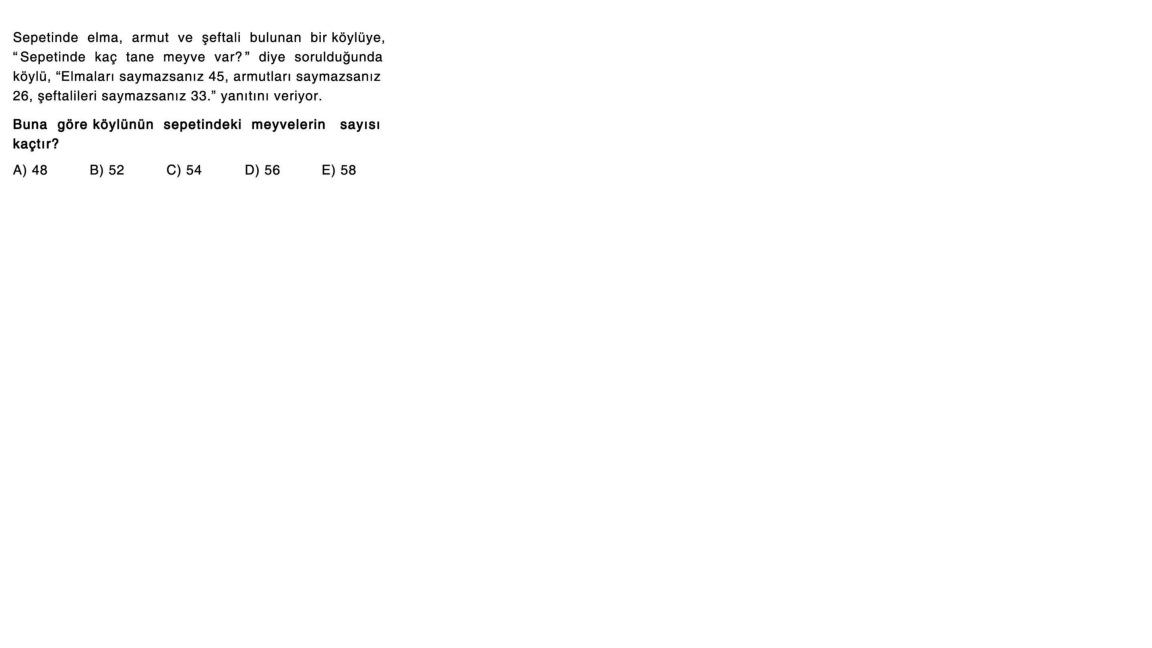 Sepetinde elma, armut ve şeftali bulunan bir köylüye,
“Sepetinde kaç tane meyve var?” diye sorulduğunda
köylü, “Elmaları saymazsanız 45, armutları saymazsanız
26, şeftalileri saymazsanız 33.” yanıtını veriyor.
Buna göre köylünün sepetindeki meyvelerin sayısı
kaçtır?
A) 48 B) 52 C) 54 D) 56 E) 58